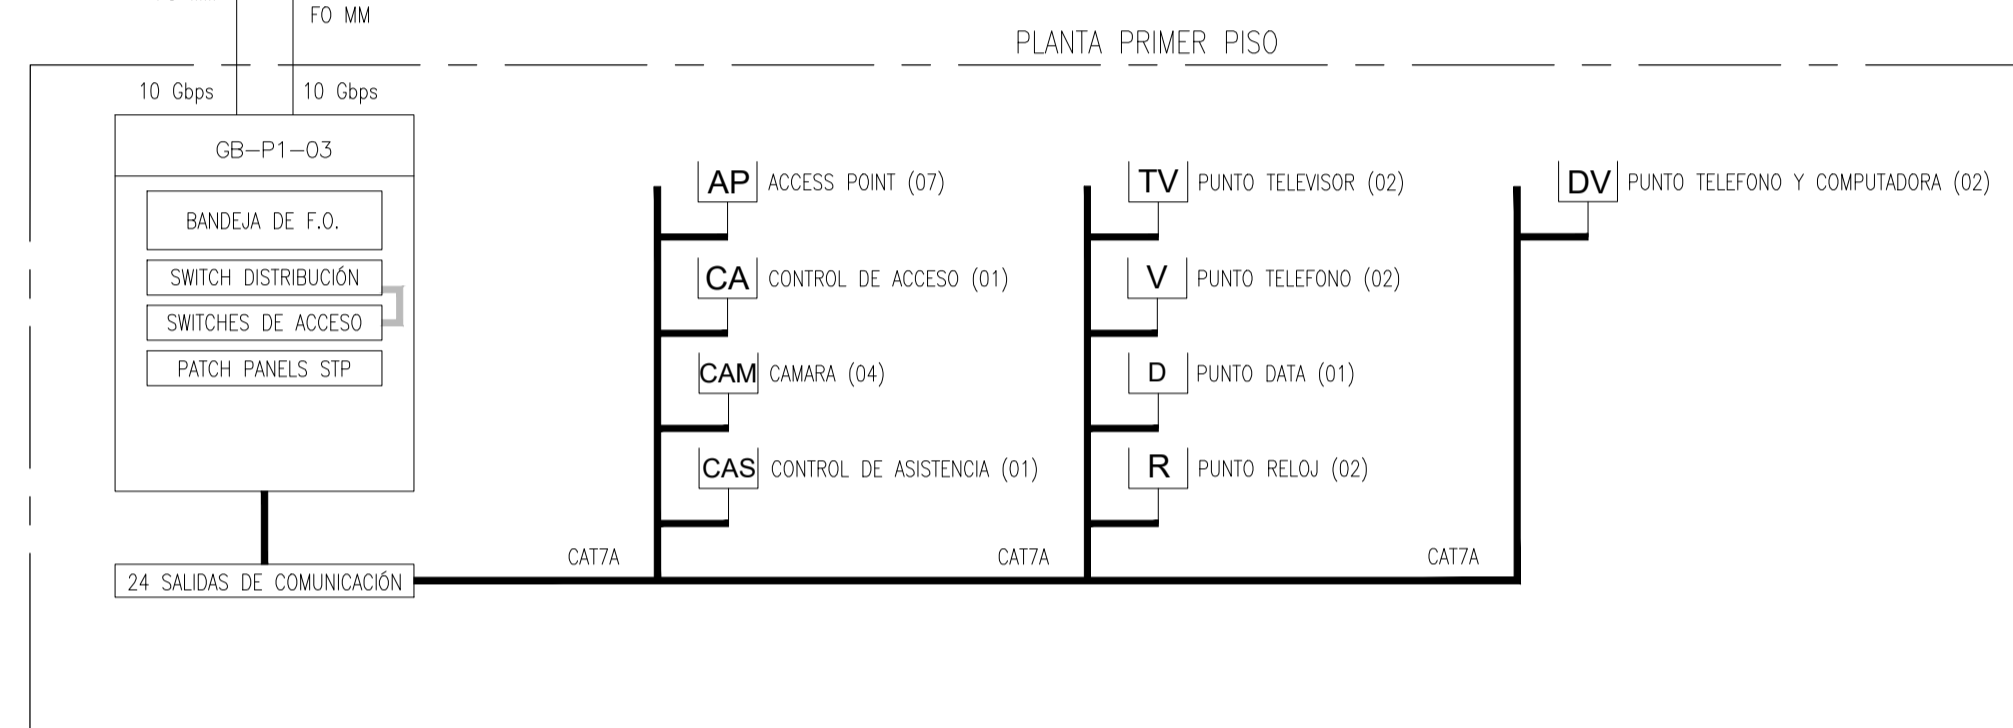 FO MM
PLANTA PRIMER PISO
10 Gbps
10 Gbps
GB-P1-03
BANDEJA DE F.O.
SWITCH DISTRIBUCIÓN
SWITCHES DE ACCESO
PATCH PANELS STP
24 SALIDAS DE COMUNICACIÓN
AP ACCESS POINT (07)
CA CONTROL DE ACCESO (01)
CAM CAMARA (04)
CAS CONTROL DE ASISTENCIA (01)
CAT7A
TV PUNTO TELEVISOR (02)
V PUNTO TELEFONO (02)
D PUNTO DATA (01)
R PUNTO RELOJ (02)
CAT7A
DV PUNTO TELEFONO Y COMPUTADORA (02)
CAT7A